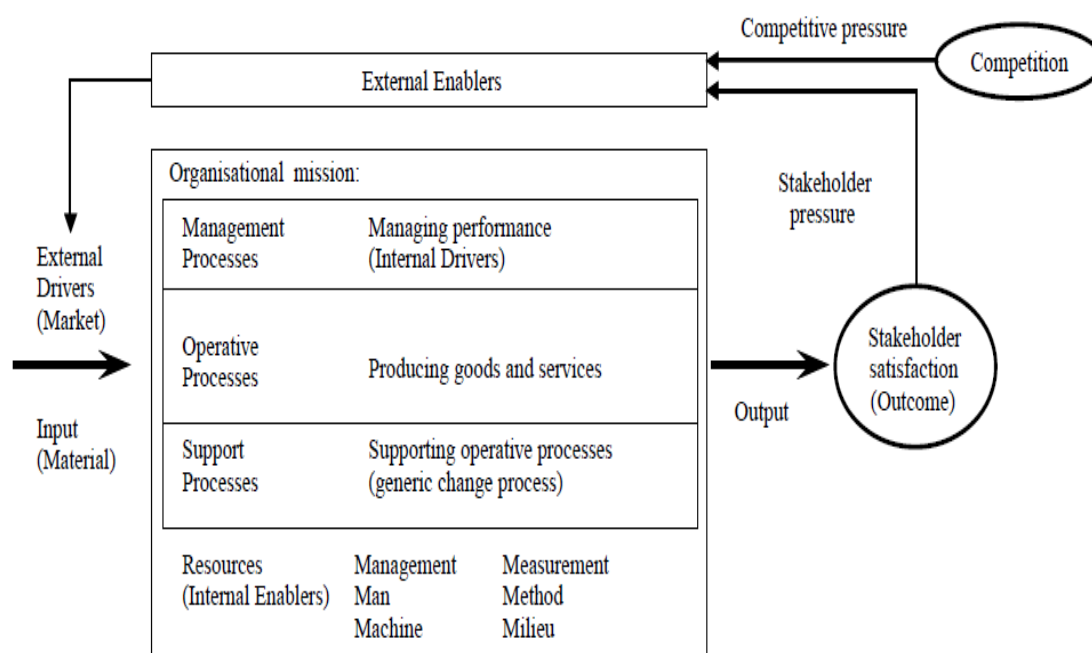 Competitive pressure
Competition
External Enablers
Organisational mission:
Stakeholder
pressure
Management
Processes
Managing performance
(Internal Drivers)
External
Drivers
(Market)
Operative
Processes
Producing goods and services
Stakeholder
satisfaction
(Outcome)
Output
Input
(Material)
Support
Processes
Supporting operative processes
(generic change process)
Resources
(Internal Enablers)
Management
Man
Machine
Measurement
Method
Milieu